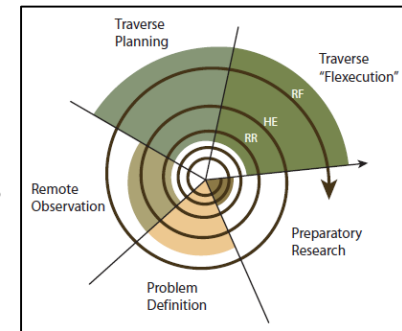 Traverse
Planning
Traverse
“Flexecution”
RF
HE
RR
Remote
Observation
Preparatory
Research
Problem
Definition